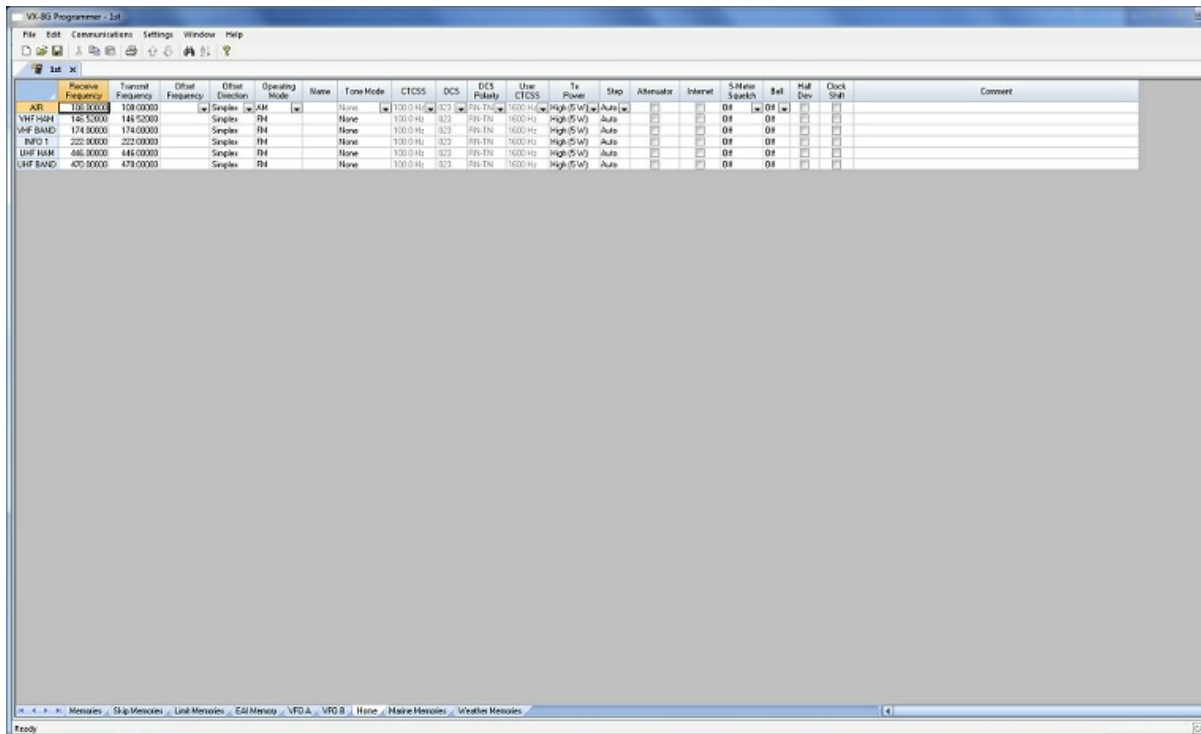 VX-8G Programmer - 1st
File Edit Communications Settings Window Help
1st x
Receive Frequency Transmit Frequency Offset Frequency Offset Direction Operating Mode Name Tone Mode CTCSS DCS DCS Polarity User CTCSS Tx Power Step Attenuator Internet S-Meter Squelch Bell Half Dev Clock Shift Comment
AIR 108.00000 108.00000 Simplex AM None 100.0 Hz 023 RN-TN 1600 Hz High (5 W) Auto Off Off
VHF HAM 146.52000 146.52000 Simplex FM None 100.0 Hz 023 RN-TN 1600 Hz High (5 W) Auto Off Off
VHF BAND 174.00000 174.00000 Simplex FM None 100.0 Hz 023 RN-TN 1600 Hz High (5 W) Auto Off Off
INFO 1 222.00000 222.00000 Simplex FM None 100.0 Hz 023 RN-TN 1600 Hz High (5 W) Auto Off Off
UHF HAM 446.00000 446.00000 Simplex FM None 100.0 Hz 023 RN-TN 1600 Hz High (5 W) Auto Off Off
UHF BAND 470.00000 470.00000 Simplex FM None 100.0 Hz 023 RN-TN 1600 Hz High (5 W) Auto Off Off
Memories Skip Memories Limit Memories EAI Memory VFO A VFO B Home Marine Memories Weather Memories
Ready